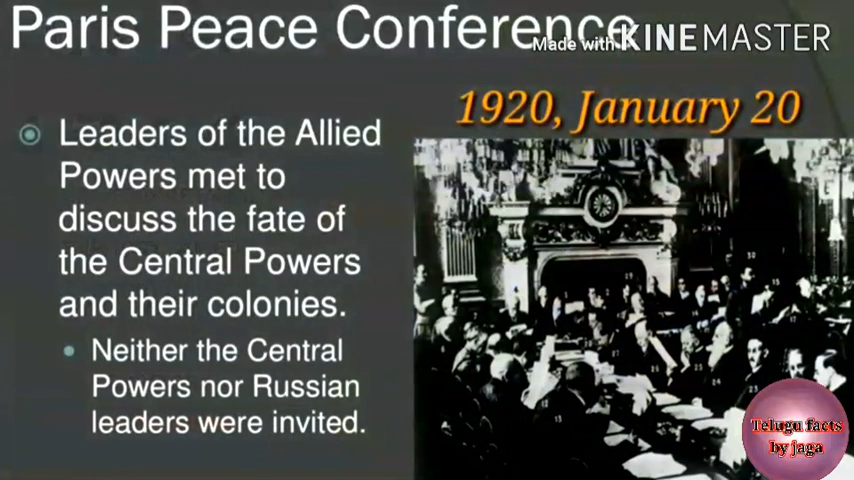 Paris Peace Conference
Made with KINEMASTER
1920, January 20
Leaders of the Allied
Powers met to
discuss the fate of
the Central Powers
and their colonies.
Neither the Central
Powers nor Russian
leaders were invited.
Telugu facts
by jaga